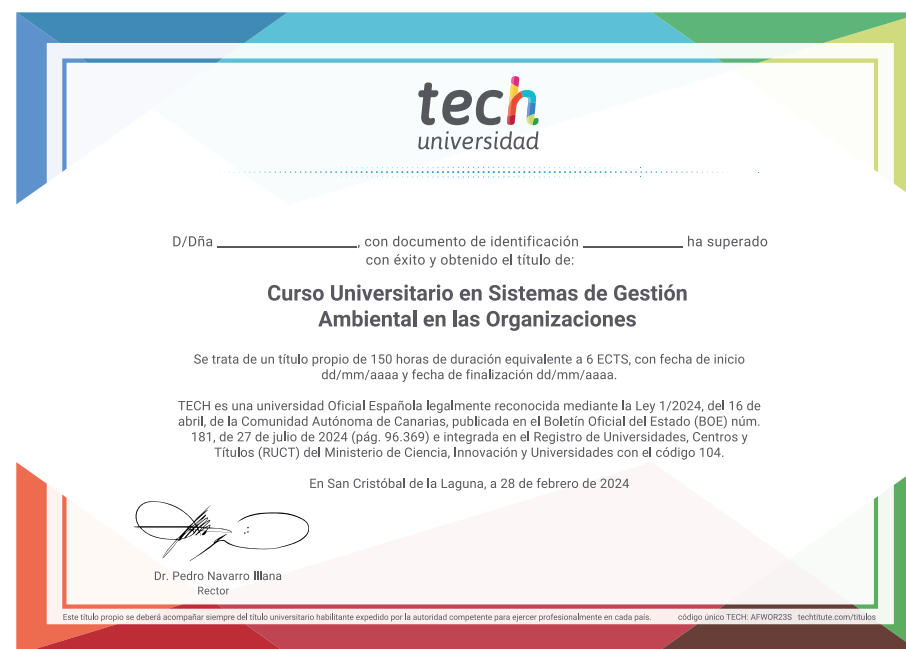 tech
universidad
D/Dña ____________________, con documento de identificación ______________ ha superado
con éxito y obtenido el título de:
Curso Universitario en Sistemas de Gestión
Ambiental en las Organizaciones
Se trata de un título propio de 150 horas de duración equivalente a 6 ECTS, con fecha de inicio
dd/mm/aaaa y fecha de finalización dd/mm/aaaa.
TECH es una universidad Oficial Española legalmente reconocida mediante la Ley 1/2024, del 16 de
abril, de la Comunidad Autónoma de Canarias, publicada en el Boletín Oficial del Estado (BOE) núm.
181, de 27 de julio de 2024 (pág. 96.369) e integrada en el Registro de Universidades, Centros y
Títulos (RUCT) del Ministerio de Ciencia, Innovación y Universidades con el código 104.
En San Cristóbal de la Laguna, a 28 de febrero de 2024
Dr. Pedro Navarro Illana
Rector
Este título propio se deberá acompañar siempre del título universitario habilitante expedido por la autoridad competente para ejercer profesionalmente en cada país. código único TECH: AFWOR23S techtitute.com/titulos